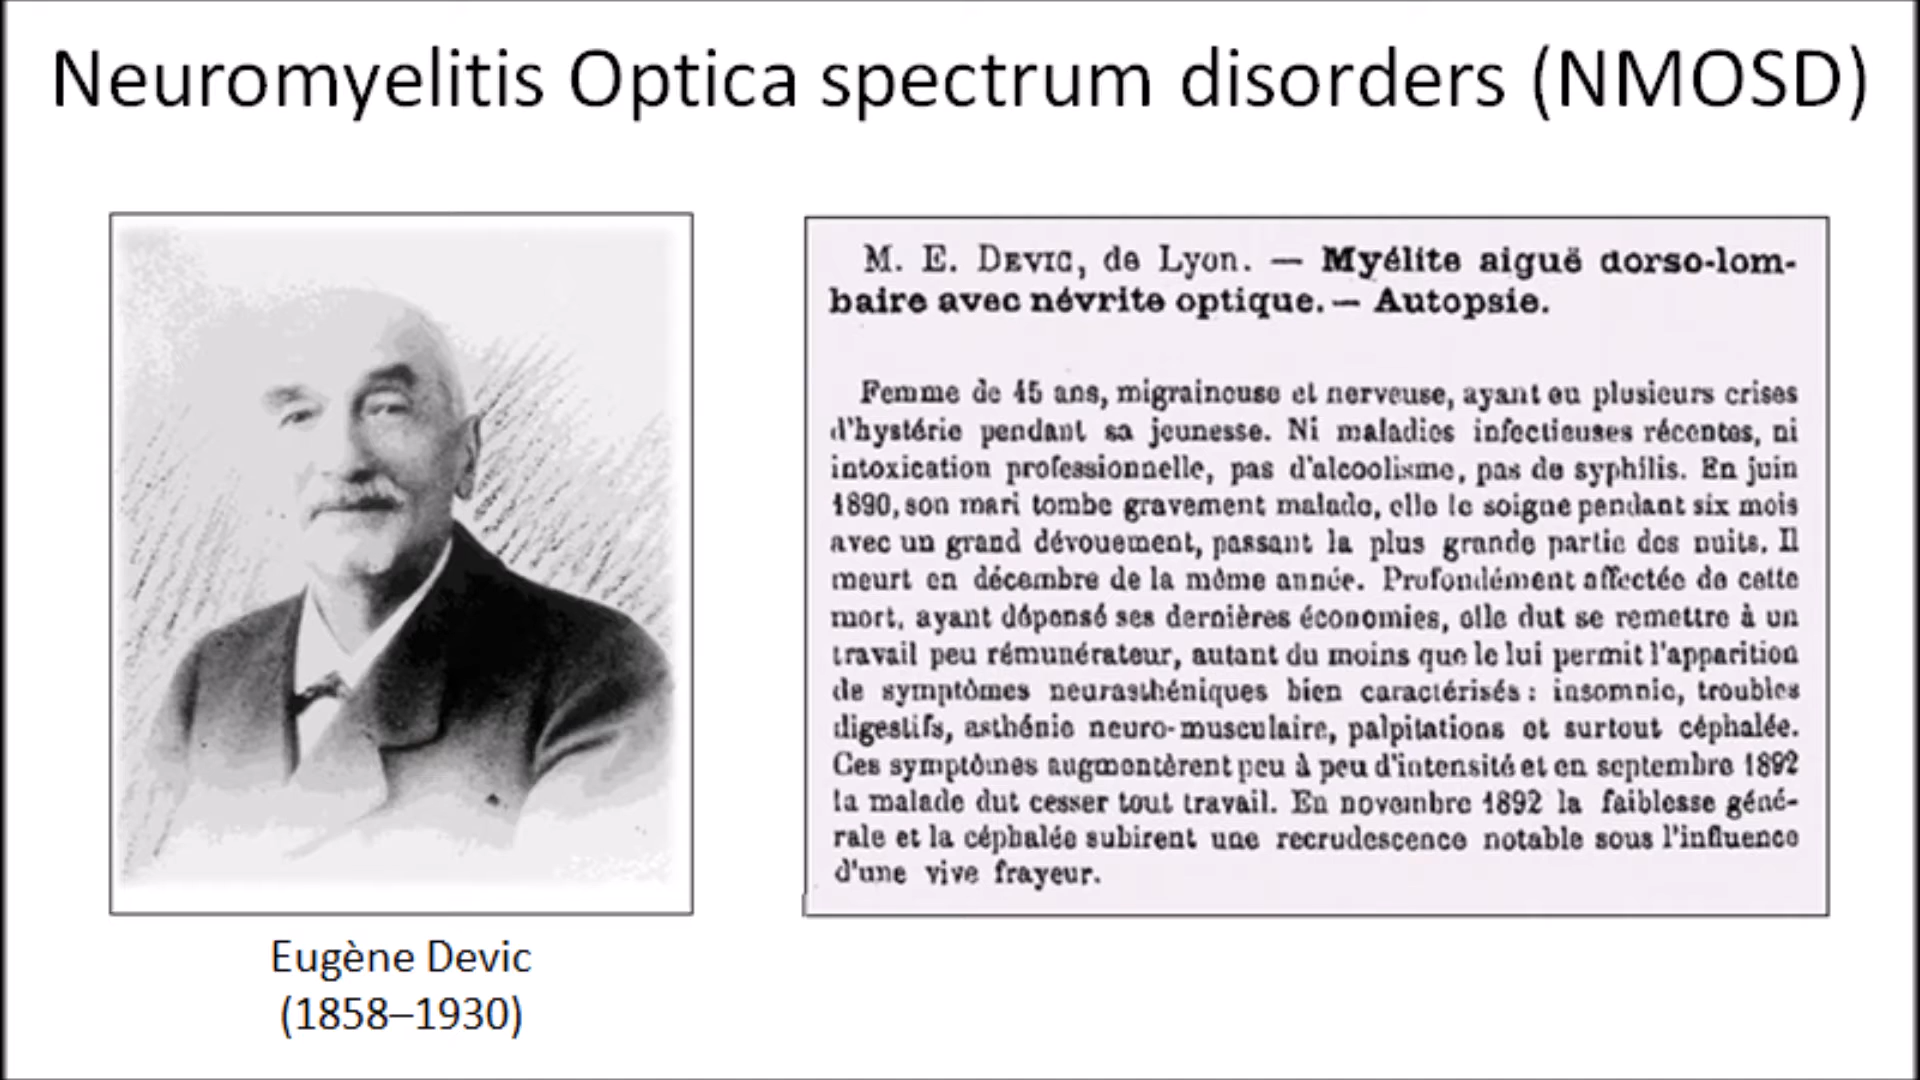 Neuromyelitis Optica spectrum disorders (NMOSD)
M. E. DEVIC, de Lyon. — Myélite aiguë dorso-lom-
baire avec névrite optique. — Autopsie.
Femme de 45 ans, migraineuse et nerveuse, ayant eu plusieurs crises
d'hystérie pendant sa jeunesse. Ni maladies infectieuses récentes, ni
intoxication professionnelle, pas d'alcoolisme, pas de syphilis. En juin
1890, son mari tombe gravement malade, elle le soigne pendant six mois
avec un grand dévouement, passant la plus grande partie des nuits. Il
meurt en décembre de la même année. Profondément affectée de cette
mort, ayant dépensé ses dernières économies, elle dut se remettre à un
travail peu rémunérateur, autant du moins que le lui permit l'apparition
de symptômes neurasthéniques bien caractérisés : insomnie, troubles
digestifs, asthénie neuro-musculaire, palpitations et surtout céphalée.
Ces symptômes augmentèrent peu à peu d'intensité et en septembre 1892
la malade dut cesser tout travail. En novembre 1892 la faiblesse géné-
rale et la céphalée subirent une recrudescence notable sous l'influence
d'une vive frayeur.
Eugène Devic
(1858–1930)